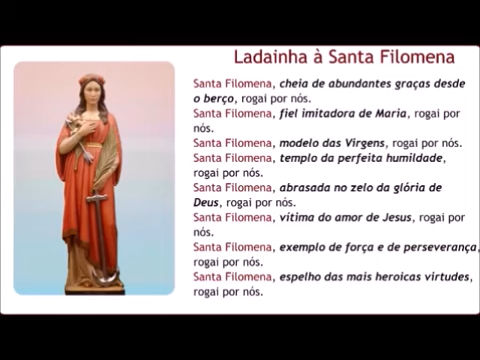 Ladainha à Santa Filomena
Santa Filomena, cheia de abundantes graças desde
o berço, rogai por nós.
Santa Filomena, fiel imitadora de Maria, rogai por
nós.
Santa Filomena, modelo das Virgens, rogai por nós.
Santa Filomena, templo da perfeita humildade,
rogai por nós.
Santa Filomena, abrasada no zelo da glória de
Deus, rogai por nós.
Santa Filomena, vítima do amor de Jesus, rogai por
nós.
Santa Filomena, exemplo de força e de perseverança,
rogai por nós.
Santa Filomena, espelho das mais heroicas virtudes,
rogai por nós.